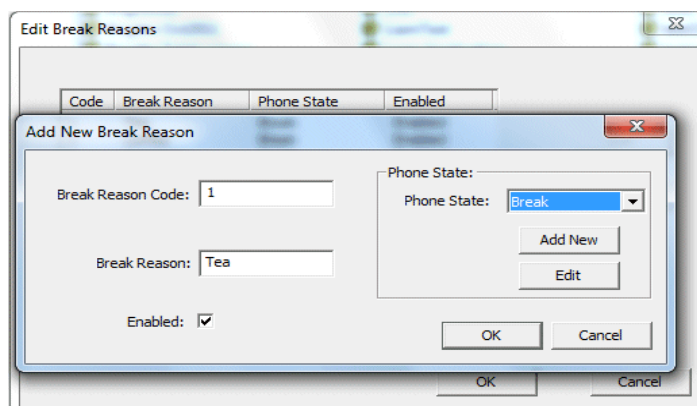 Edit Break Reasons
Code Break Reason Phone State Enabled
Add New Break Reason
Break Reason Code: 1
Break Reason: Tea
Enabled:
Phone State:
Phone State: Break
Add New
Edit
OK Cancel
OK Cancel